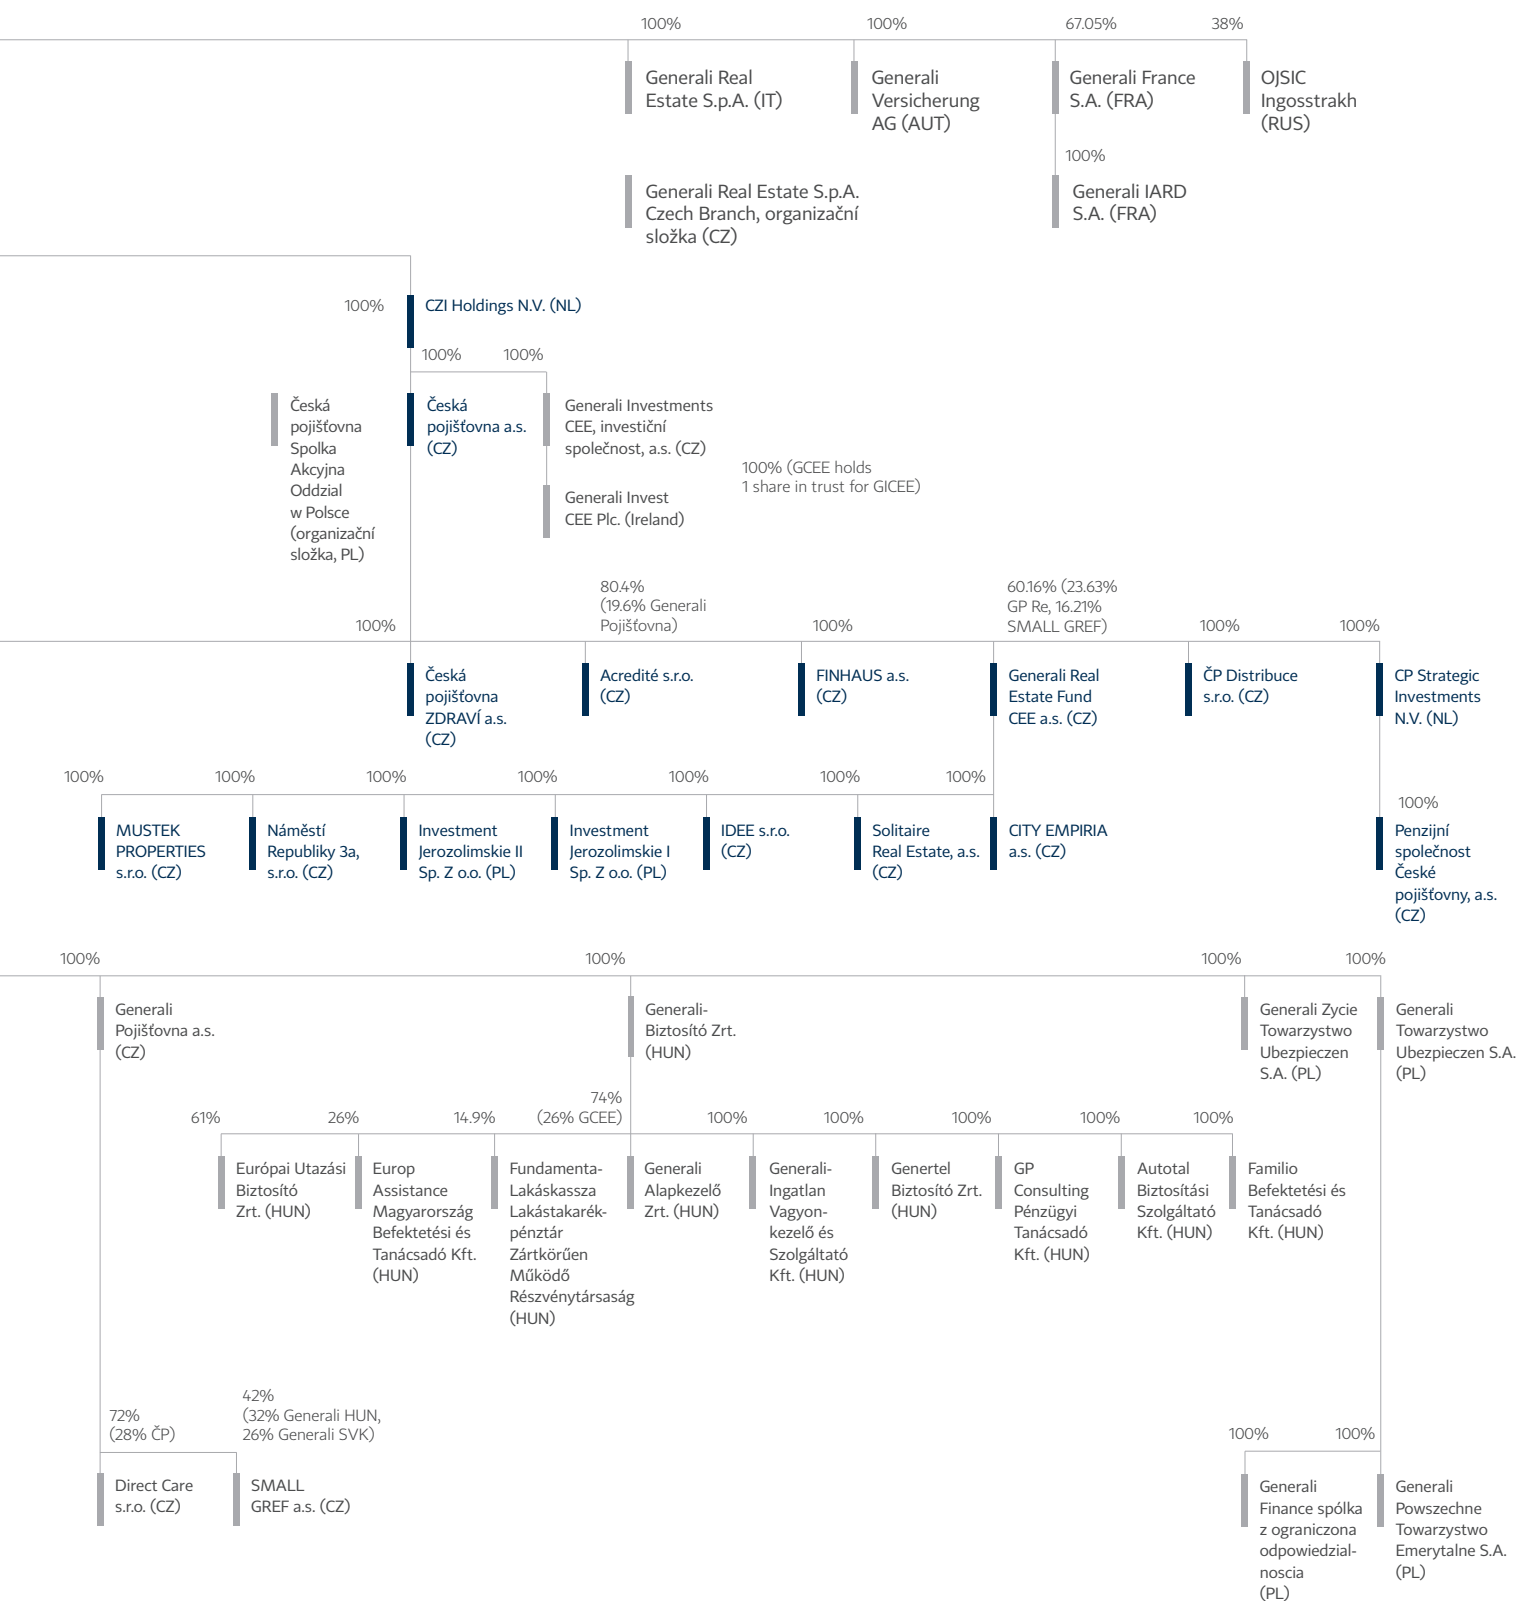 100%
100%
67.05%
38%
Generali Real
Estate S.p.A. (IT)
Generali
Versicherung
AG (AUT)
Generali France
S.A. (FRA)
OJSIC
Ingosstrakh
(RUS)
100%
Generali Real Estate S.p.A.
Czech Branch, organizační
složka (CZ)
Generali IARD
S.A. (FRA)
100%
CZI Holdings N.V. (NL)
100%
100%
Česká
pojišťovna
Spolka
Akcyjna
Oddzial
w Polsce
(organizační
složka, PL)
Česká
pojišťovna a.s.
(CZ)
Generali Investments
CEE, investiční
společnost, a.s. (CZ)
100% (GCEE holds
1 share in trust for GICEE)
Generali Invest
CEE Plc. (Ireland)
100%
80.4%
(19.6% Generali
Pojišťovna)
100%
60.16% (23.63%
GP Re, 16.21%
SMALL GREF)
100%
100%
Česká
pojišťovna
ZDRAVÍ a.s.
(CZ)
Acredité s.r.o.
(CZ)
FINHAUS a.s.
(CZ)
Generali Real
Estate Fund
CEE a.s. (CZ)
ČP Distribuce
s.r.o. (CZ)
CP Strategic
Investments
N.V. (NL)
100%
100%
100%
100%
100%
100%
100%
100%
MUSTEK
PROPERTIES
s.r.o. (CZ)
Náměstí
Republiky 3a,
s.r.o. (CZ)
Investment
Jerozolimskie II
Sp. Z o.o. (PL)
Investment
Jerozolimskie I
Sp. Z o.o. (PL)
IDEE s.r.o.
(CZ)
Solitaire
Real Estate, a.s.
(CZ)
CITY EMPIRIA
a.s. (CZ)
Penzijní
společnost
České
pojišťovny, a.s.
(CZ)
100%
100%
100%
100%
Generali
Pojišťovna a.s.
(CZ)
Generali-
Biztosító Zrt.
(HUN)
Generali Zycie
Towarzystwo
Ubezpieczen
S.A. (PL)
Generali
Towarzystwo
Ubezpieczen S.A.
(PL)
61%
26%
14.9%
74%
(26% GCEE)
100%
100%
100%
100%
100%
Európai Utazási
Biztosító
Zrt. (HUN)
Europ
Assistance
Magyarország
Befektetési és
Tanácsadó Kft.
(HUN)
Fundamenta-
Lakáskassza
Lakástakarék-
pénztár
Zártkörűen
Működő
Részvénytársaság
(HUN)
Generali
Alapkezelő
Zrt. (HUN)
Generali-
Ingatlan
Vagyon-
kezelő és
Szolgáltató
Kft. (HUN)
Genertel
Biztosító Zrt.
(HUN)
GP
Consulting
Pénzügyi
Tanácsadó
Kft. (HUN)
Autotal
Biztosítási
Szolgáltató
Kft. (HUN)
Familio
Befektetési és
Tanácsadó
Kft. (HUN)
72%
(28% ČP)
42%
(32% Generali HUN,
26% Generali SVK)
100%
100%
Direct Care
s.r.o. (CZ)
SMALL
GREF a.s. (CZ)
Generali
Finance spólka
z ograniczona
odpowiedzial-
noscia
(PL)
Generali
Powszechne
Towarzystwo
Emerytalne S.A.
(PL)